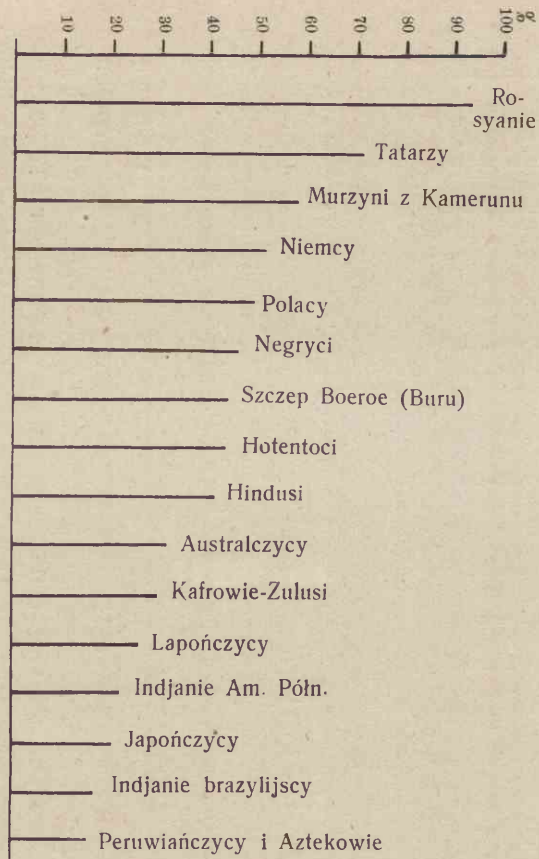 10 20 30 40 50 60 70 80 90 100 %
Ro-
syanie
Tatarzy
Murzyni z Kamerunu
Niemcy
Polacy
Negryci
Szczep Boeroe (Buru)
Hotentoci
Hindusi
Australczycy
Kafrowie-Zulusi
Lapończycy
Indjanie Am. Półn.
Japończycy
Indjanie brazylijscy
Peruwiańczycy i Aztekowie